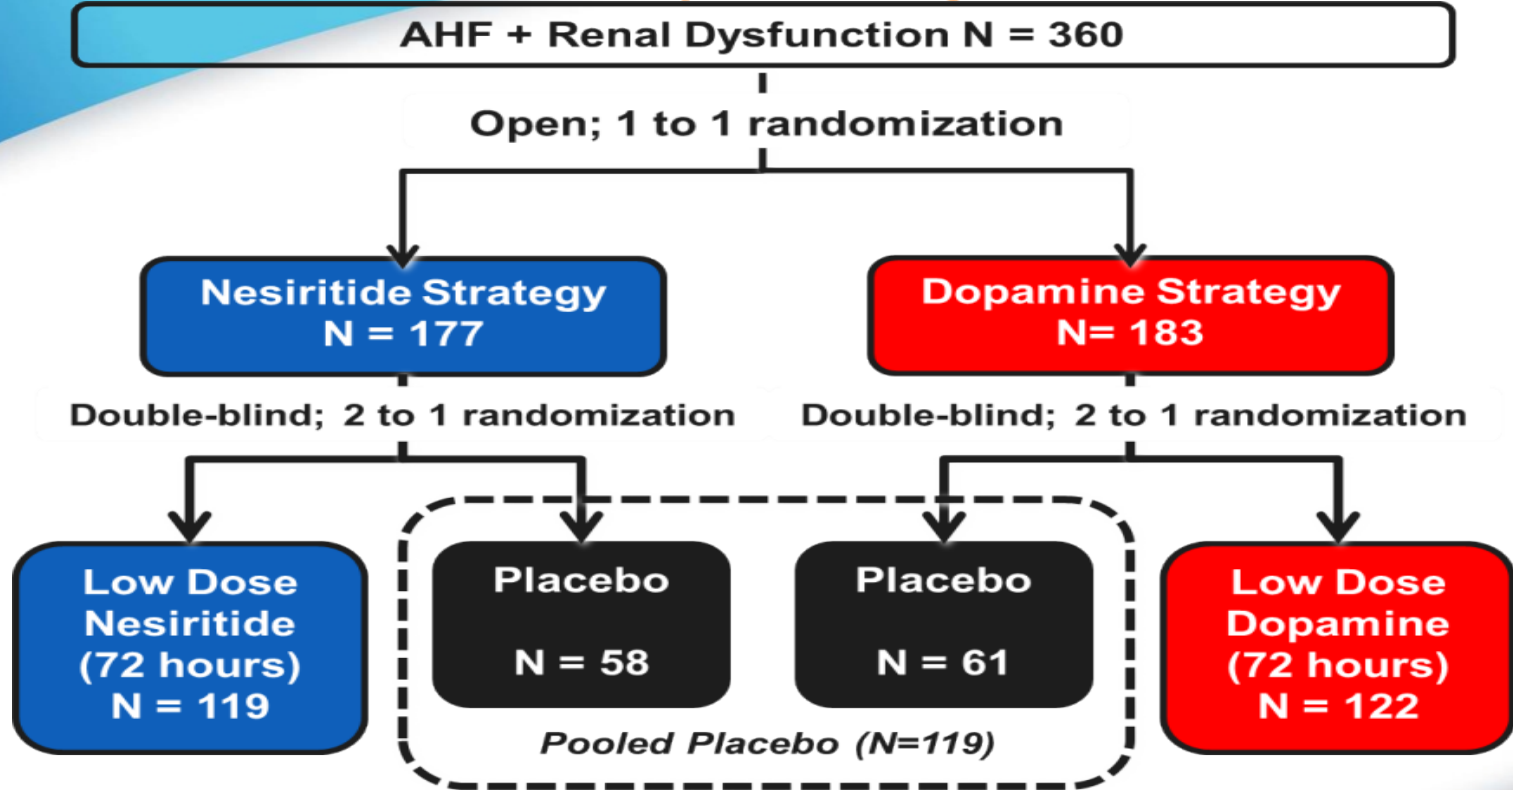 AHF + Renal Dysfunction N = 360
Open; 1 to 1 randomization
Nesiritide Strategy
N = 177
Dopamine Strategy
N= 183
Double-blind; 2 to 1 randomization
Double-blind; 2 to 1 randomization
Low Dose
Nesiritide
(72 hours)
N = 119
Placebo
N = 58
Placebo
N = 61
Low Dose
Dopamine
(72 hours)
N = 122
Pooled Placebo (N=119)